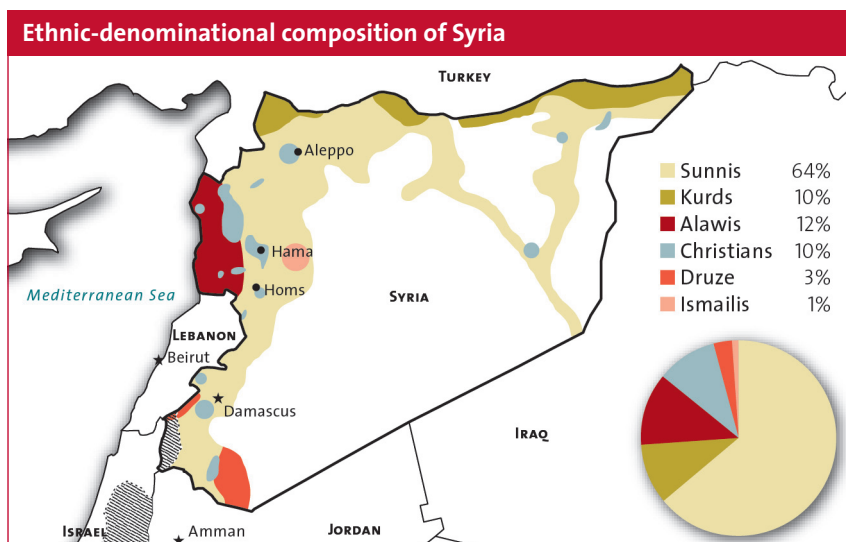 Ethnic-denominational composition of Syria
TURKEY
Aleppo
Sunnis 64%
Kurds 10%
Alawis 12%
Christians 10%
Druze 3%
Ismailis 1%
Hama
Mediterranean Sea
Homs
SYRIA
LEBANON
Beirut
Damascus
IRAQ
ISRAEL
Amman
JORDAN